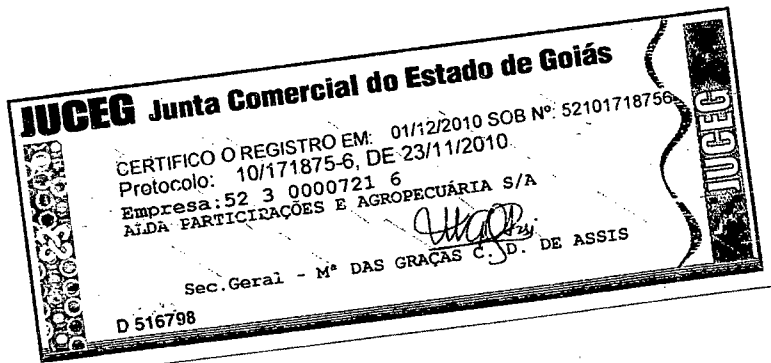 JUCEG Junta Comercial do Estado de Goiás
CERTIFICO O REGISTRO EM: 01/12/2010 SOB Nº: 52101718756
Protocolo: 10/171875-6, DE 23/11/2010
Empresa:52 3 0000721 6
ALDA PARTICIPAÇÕES E AGROPECUÁRIA S/A
Sec.Geral - Mª DAS GRAÇAS C. D. DE ASSIS
D 516798
JUCEG